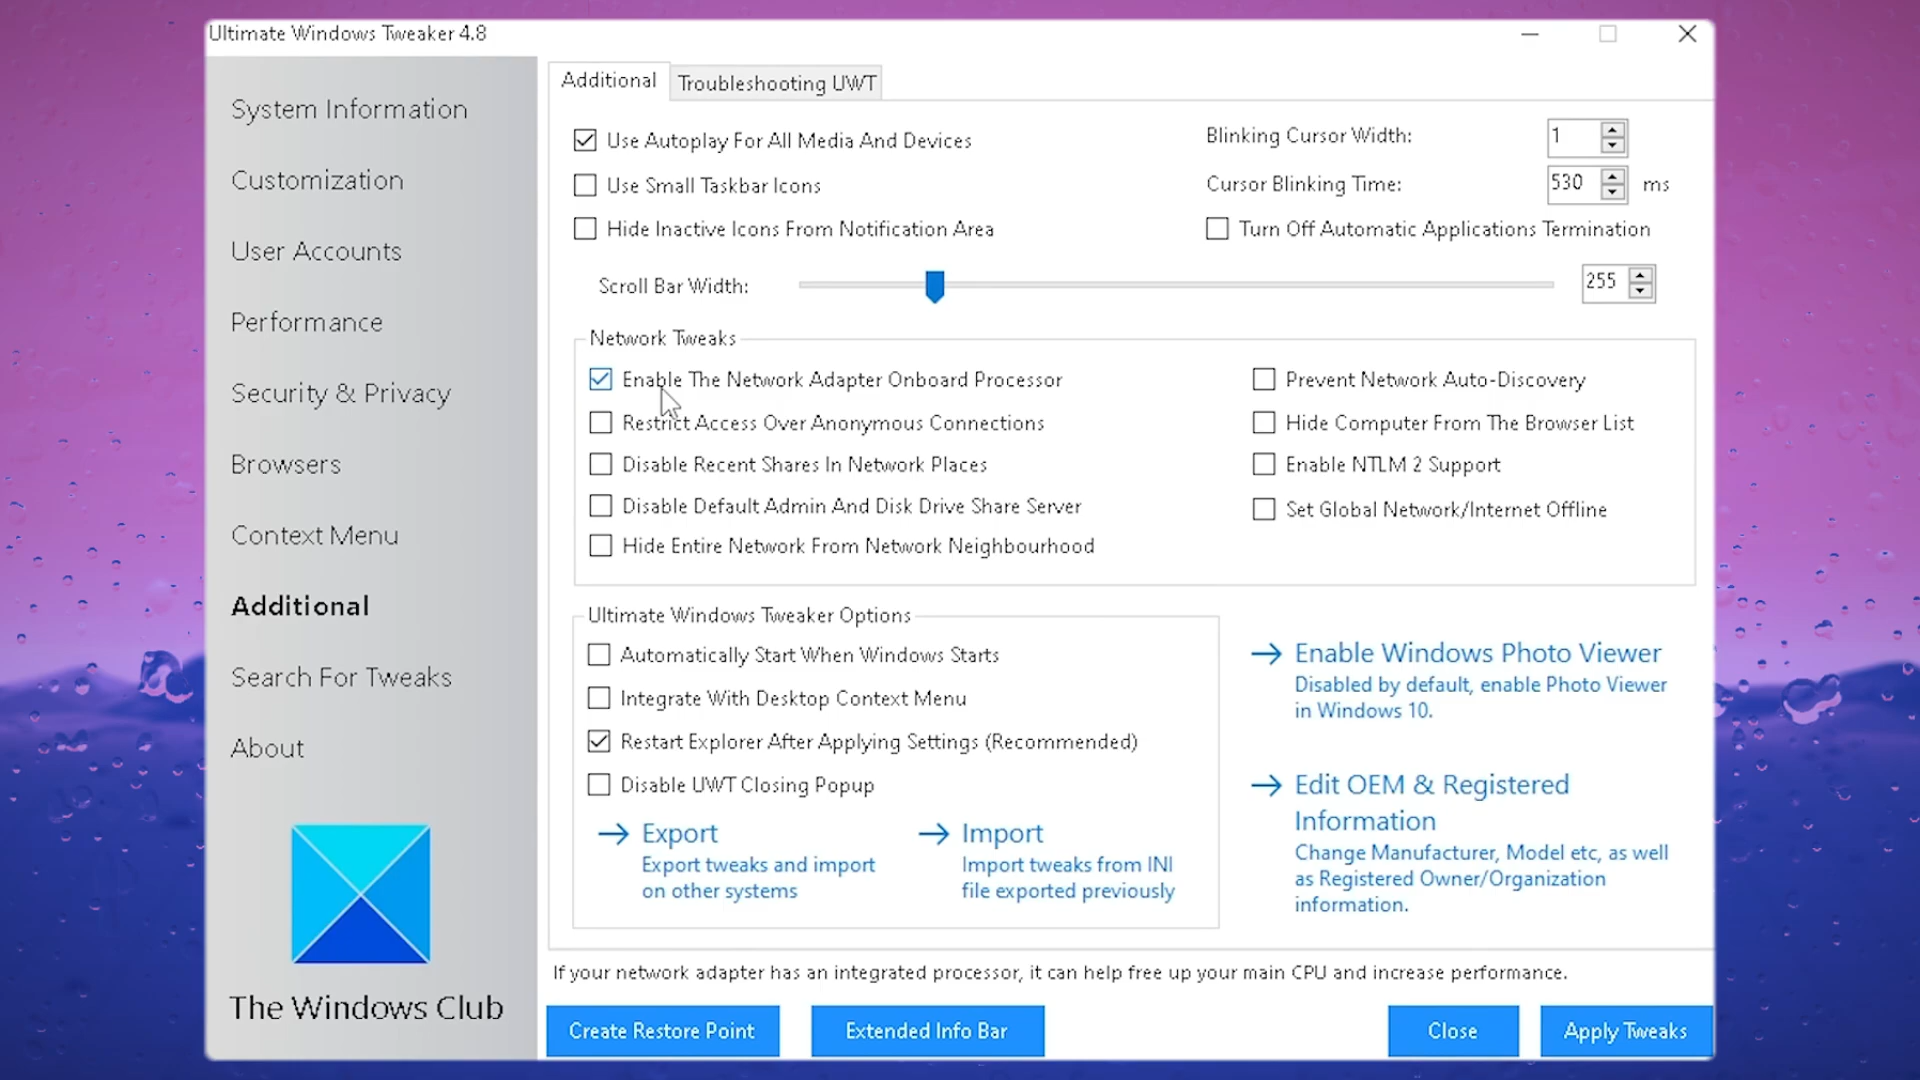 Ultimate Windows Tweaker 4.8
System Information
Customization
User Accounts
Performance
Security & Privacy
Browsers
Context Menu
Additional
Search For Tweaks
About
The Windows Club
Additional
Troubleshooting UWT
Use Autoplay For All Media And Devices
Use Small Taskbar Icons
Hide Inactive Icons From Notification Area
Blinking Cursor Width:
1
Cursor Blinking Time:
530
ms
Turn Off Automatic Applications Termination
Scroll Bar Width:
255
Network Tweaks
Enable The Network Adapter Onboard Processor
Restrict Access Over Anonymous Connections
Disable Recent Shares In Network Places
Disable Default Admin And Disk Drive Share Server
Hide Entire Network From Network Neighbourhood
Prevent Network Auto-Discovery
Hide Computer From The Browser List
Enable NTLM 2 Support
Set Global Network/Internet Offline
Ultimate Windows Tweaker Options
Automatically Start When Windows Starts
Integrate With Desktop Context Menu
Restart Explorer After Applying Settings (Recommended)
Disable UWT Closing Popup
Export
Export tweaks and import
on other systems
Import
Import tweaks from INI
file exported previously
Enable Windows Photo Viewer
Disabled by default, enable Photo Viewer
in Windows 10.
Edit OEM & Registered
Information
Change Manufacturer, Model etc, as well
as Registered Owner/Organization
information.
If your network adapter has an integrated processor, it can help free up your main CPU and increase performance.
Create Restore Point
Extended Info Bar
Close
Apply Tweaks